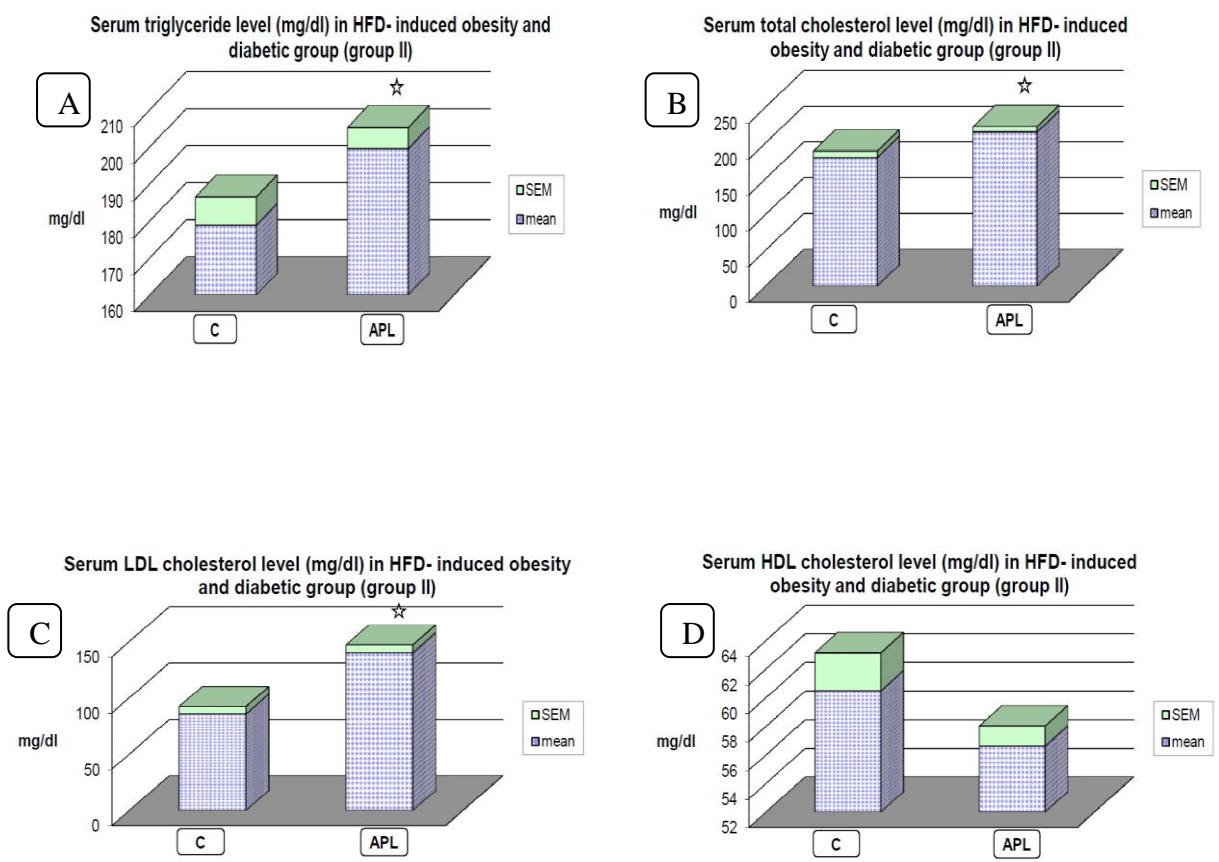 Serum triglyceride level (mg/dl) in HFD- induced obesity and
diabetic group (group II)
A
210
200
190
180
170
160
mg/dl
C
APL
SEM
mean
Serum total cholesterol level (mg/dl) in HFD- induced
obesity and diabetic group (group II)
B
250
200
150
100
50
0
mg/dl
C
APL
SEM
mean
Serum LDL cholesterol level (mg/dl) in HFD- induced obesity
and diabetic group (group II)
C
150
100
50
0
mg/dl
C
APL
SEM
mean
Serum HDL cholesterol level (mg/dl) in HFD- induced
obesity and diabetic group (group II)
D
64
62
60
58
56
54
52
mg/dl
C
APL
SEM
mean